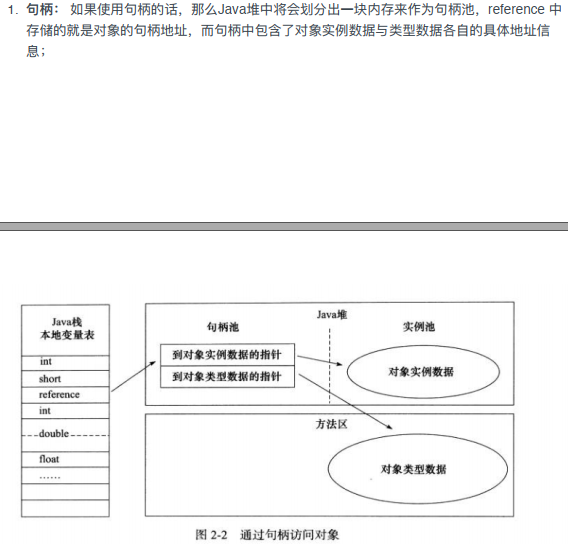 1. 句柄： 如果使用句柄的话，那么Java堆中将会划分出一块内存来作为句柄池，reference 中
存储的就是对象的句柄地址，而句柄中包含了对象实例数据与类型数据各自的具体地址信
息；
Java栈
本地变量表
int
short
reference
int
double
float
……
Java堆
句柄池
实例池
到对象实例数据的指针
到对象类型数据的指针
对象实例数据
方法区
对象类型数据
图 2-2 通过句柄访问对象